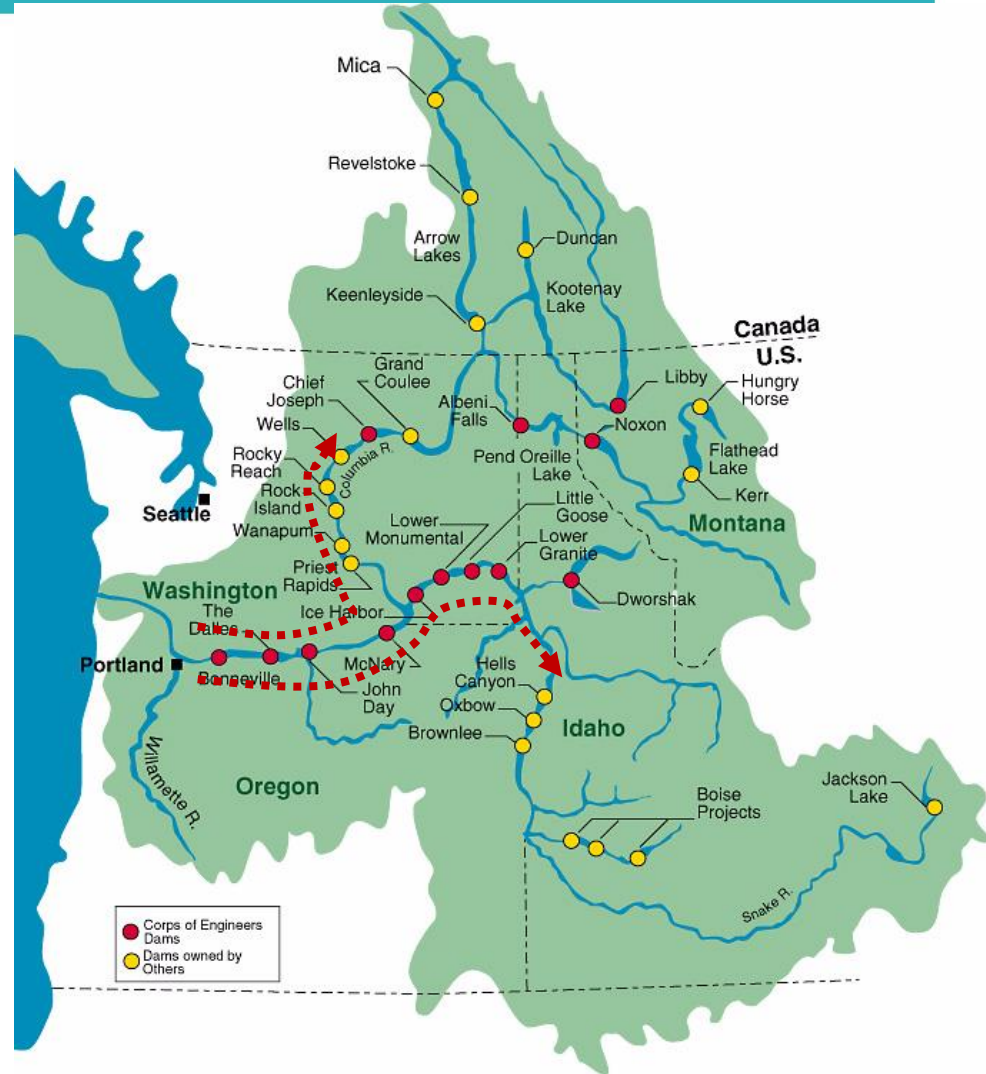 Mica
Revelstoke
Arrow
Lakes
Duncan
Keenleyside
Kootenay
Lake
Canada
U.S.
Grand
Coulee
Chief
Joseph
Wells
Albeni
Falls
Libby
Hungry
Horse
Noxon
Rocky
Reach
Columbia R.
Pend Oreille
Lake
Flathead
Lake
Rock
Island
Kerr
Seattle
Wanapum
Lower
Monumental
Little
Goose
Montana
Lower
Granite
Priest
Rapids
Washington
Ice Harbor
Dworshak
The
Dalles
Portland
Bonneville
McNary
John
Day
Hells
Canyon
Oxbow
Brownlee
Idaho
Willamette R.
Oregon
Boise
Projects
Jackson
Lake
Snake R.
Corps of Engineers
Dams
Dams owned by
Others